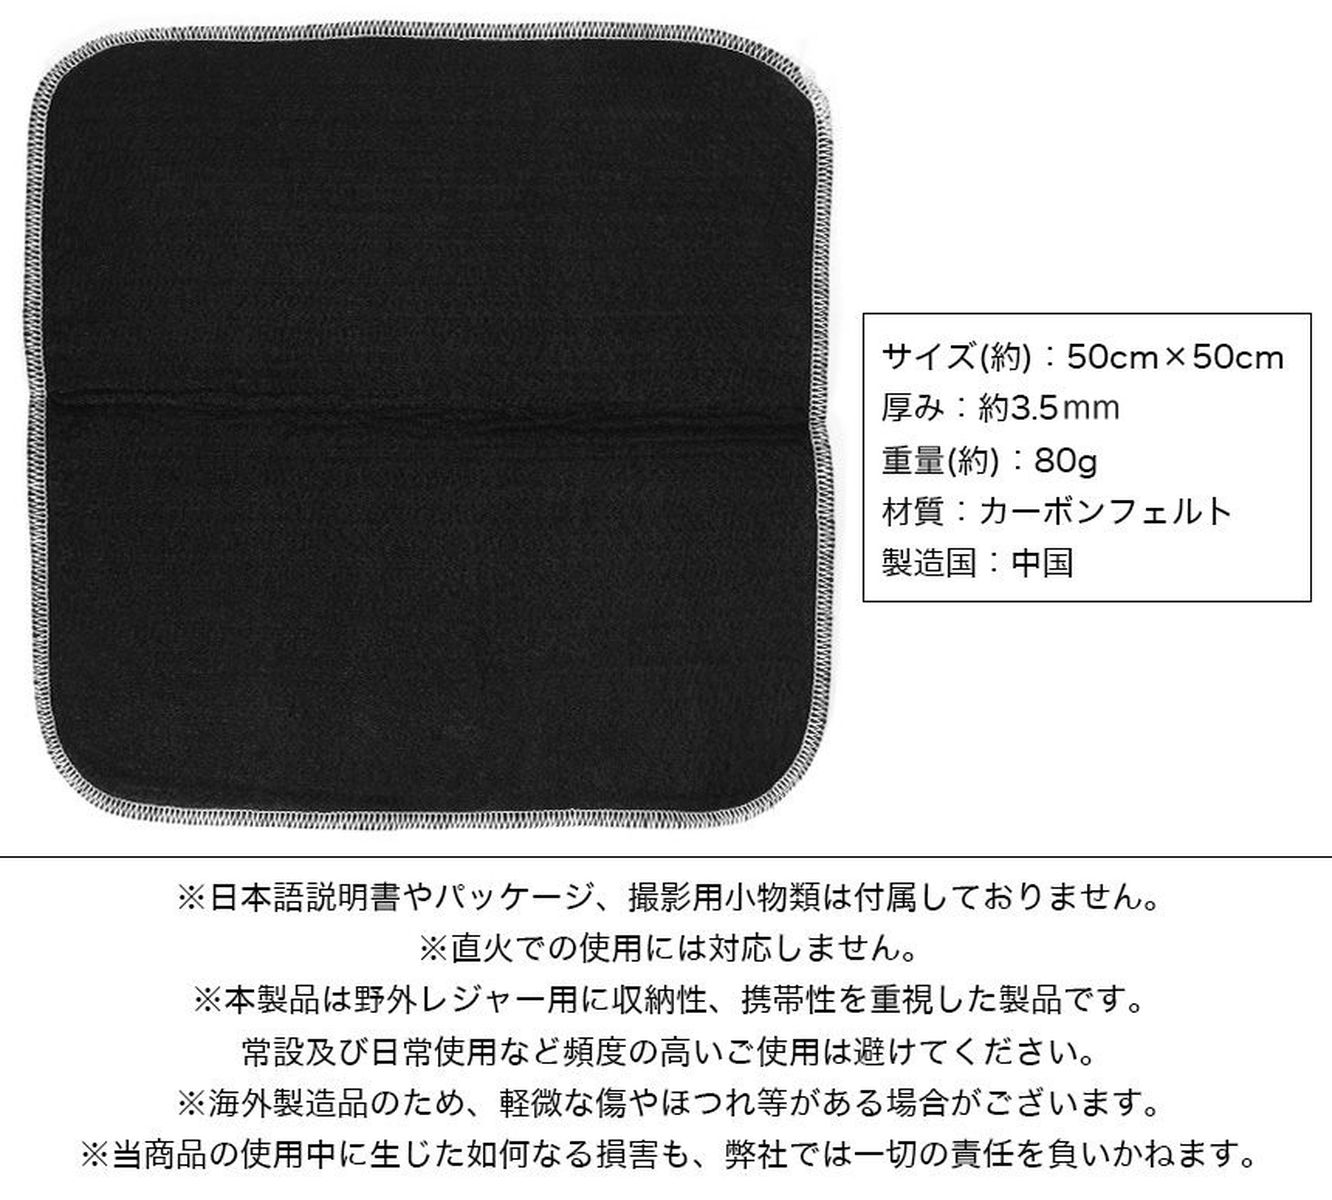 サイズ(約)：50cm×50cm
厚み：約3.5mm
重量(約)：80g
材質：カーボンフェルト
製造国：中国
※日本語説明書やパッケージ、撮影用小物類は付属しておりません。
※直火での使用には対応しません。
※本製品は野外レジャー用に収納性、携帯性を重視した製品です。
常設及び日常使用など頻度の高いご使用は避けてください。
※海外製造品のため、軽微な傷やほつれ等がある場合がございます。
※当商品の使用中に生じた如何なる損害も、弊社では一切の責任を負いかねます。